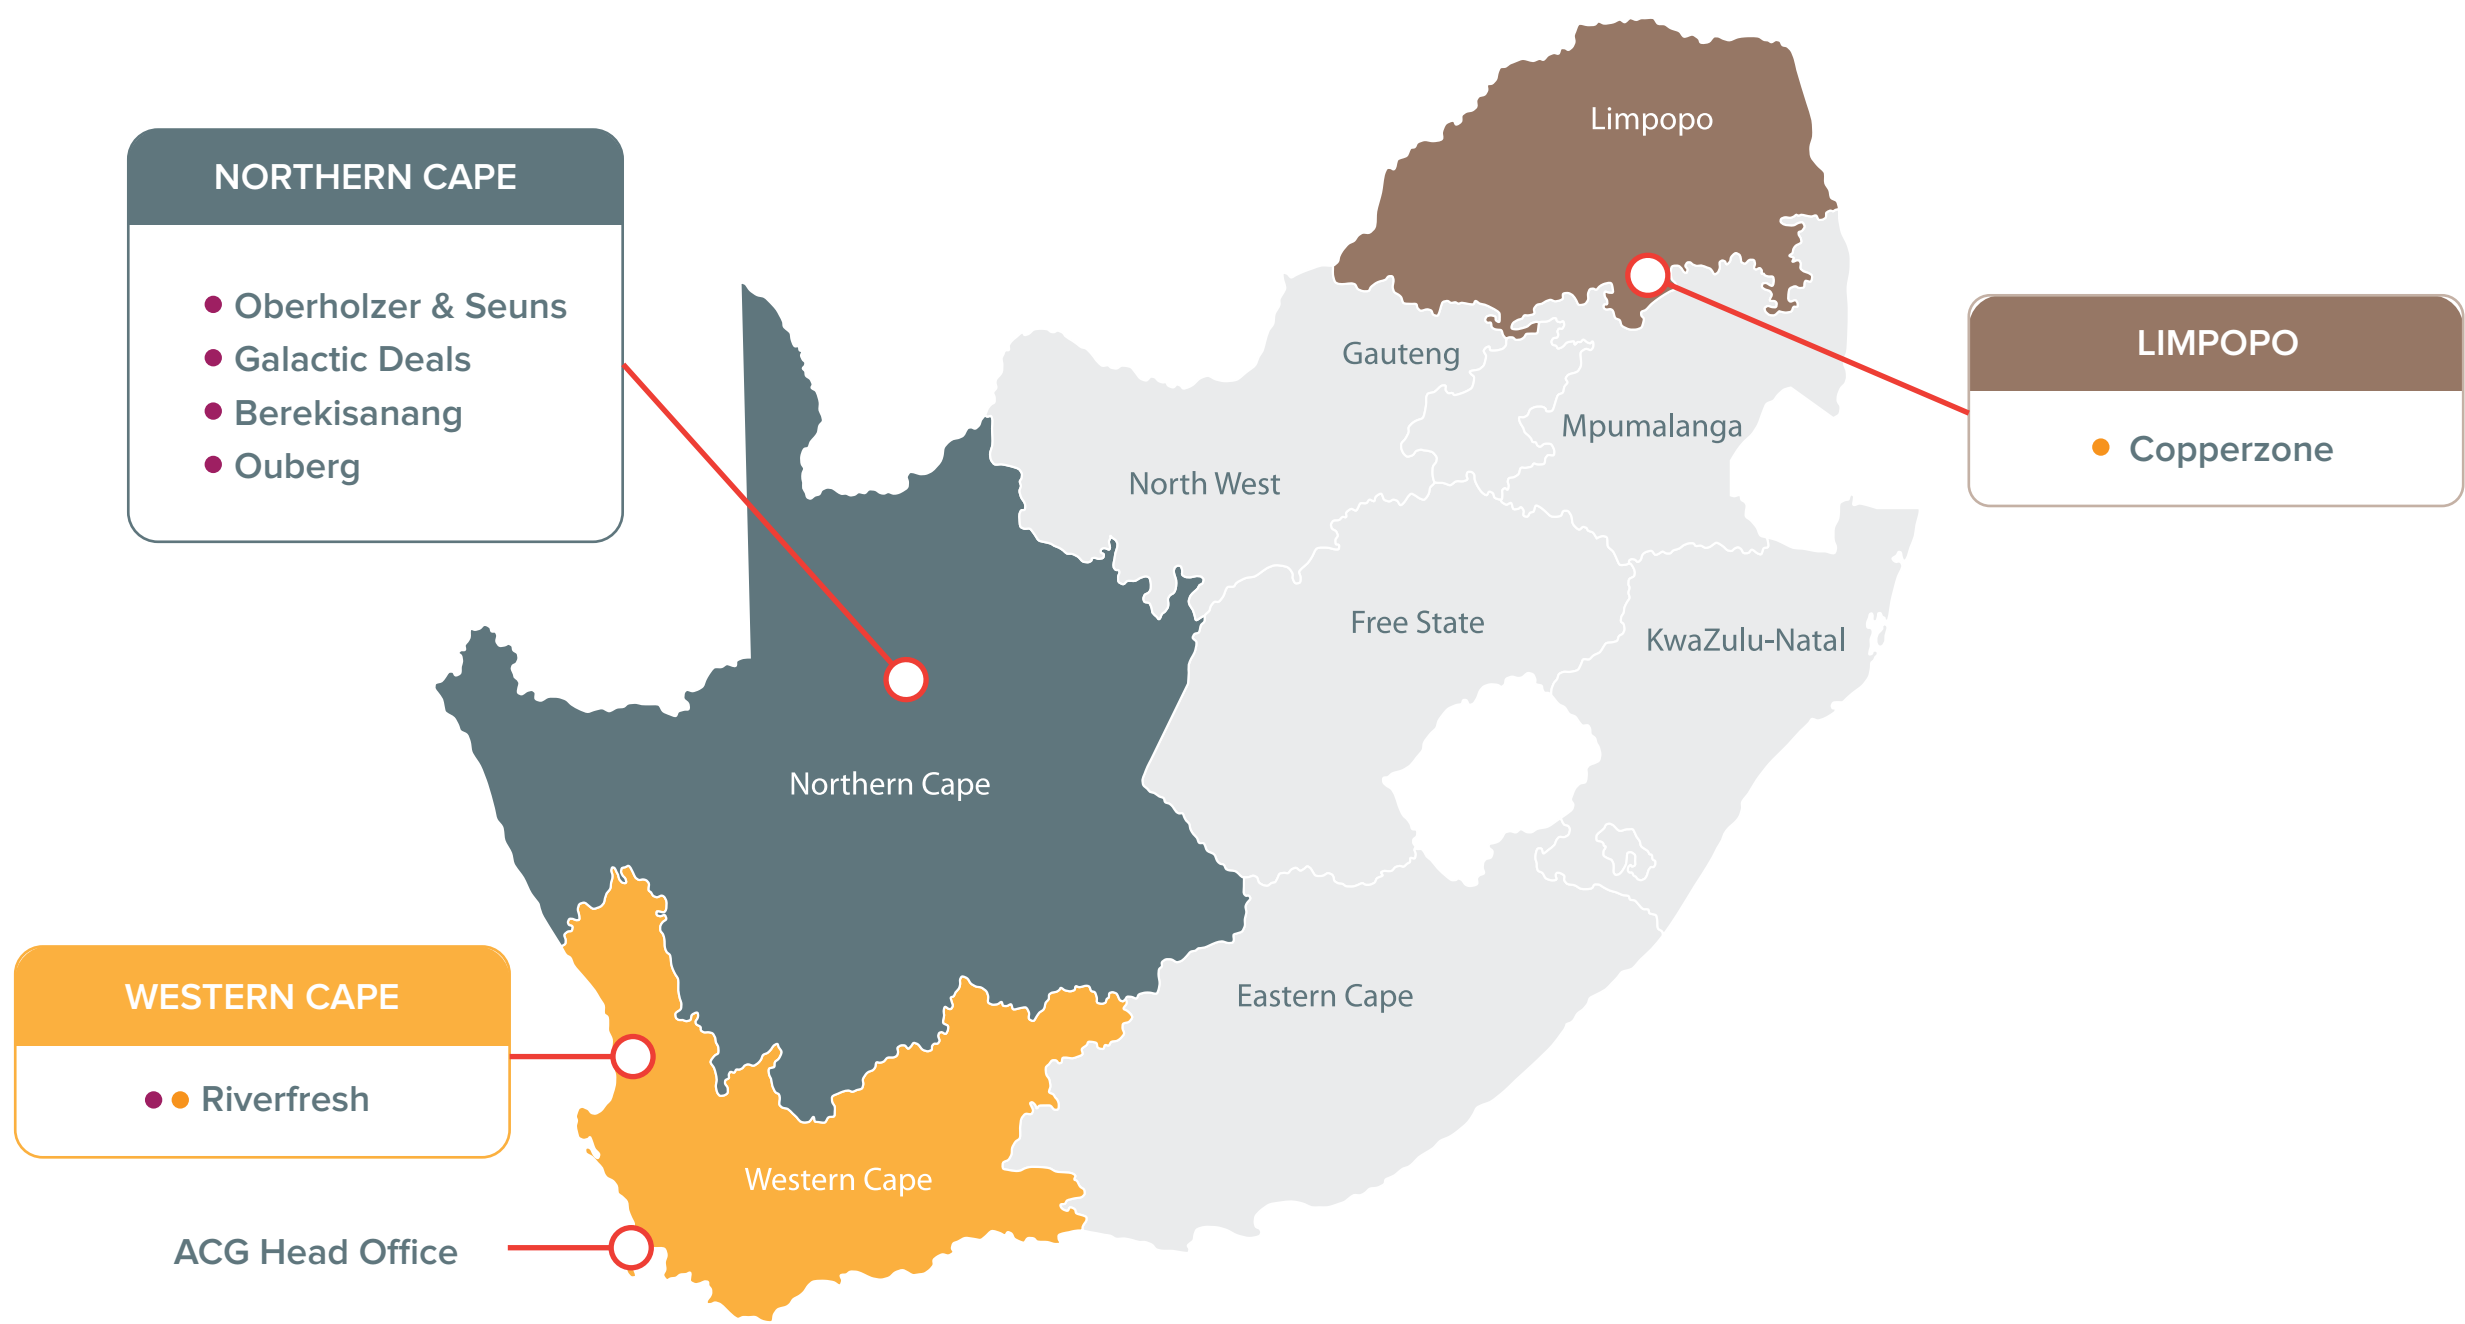 Limpopo
NORTHERN CAPE
Oberholzer & Seuns
Galactic Deals
Berekisanang
Ouberg
LIMPOPO
Copperzone
Gauteng
Mpumalanga
North West
Free State
KwaZulu-Natal
Northern Cape
Eastern Cape
WESTERN CAPE
Riverfresh
Western Cape
ACG Head Office